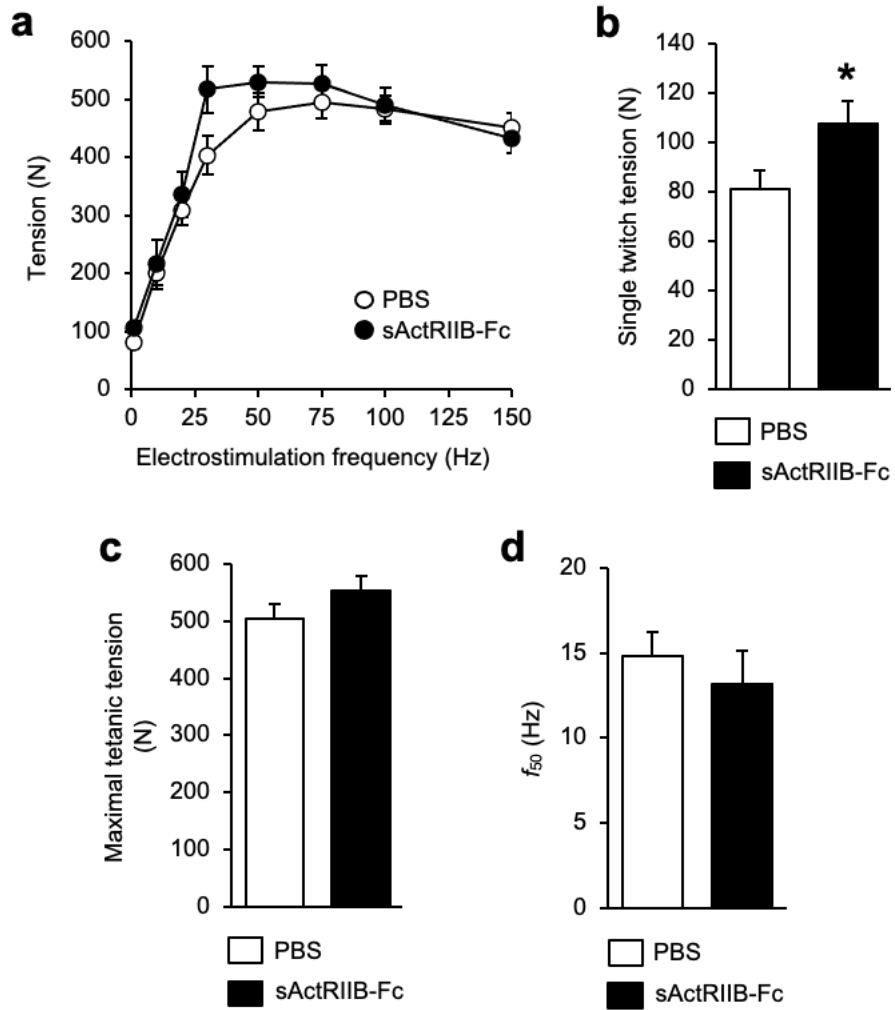 a
600
500
400
300
200
100
0
Tension (N)
PBS
sActRIIB-Fc
0 25 50 75 100 125 150
Electrostimulation frequency (Hz)
b
140
120
100
80
60
40
20
0
Single twitch tension (N)
*
PBS
sActRIIB-Fc
c
600
500
400
300
200
100
0
Maximal tetanic tension
(N)
PBS
sActRIIB-Fc
d
20
15
10
5
0
f50 (Hz)
PBS
sActRIIB-Fc